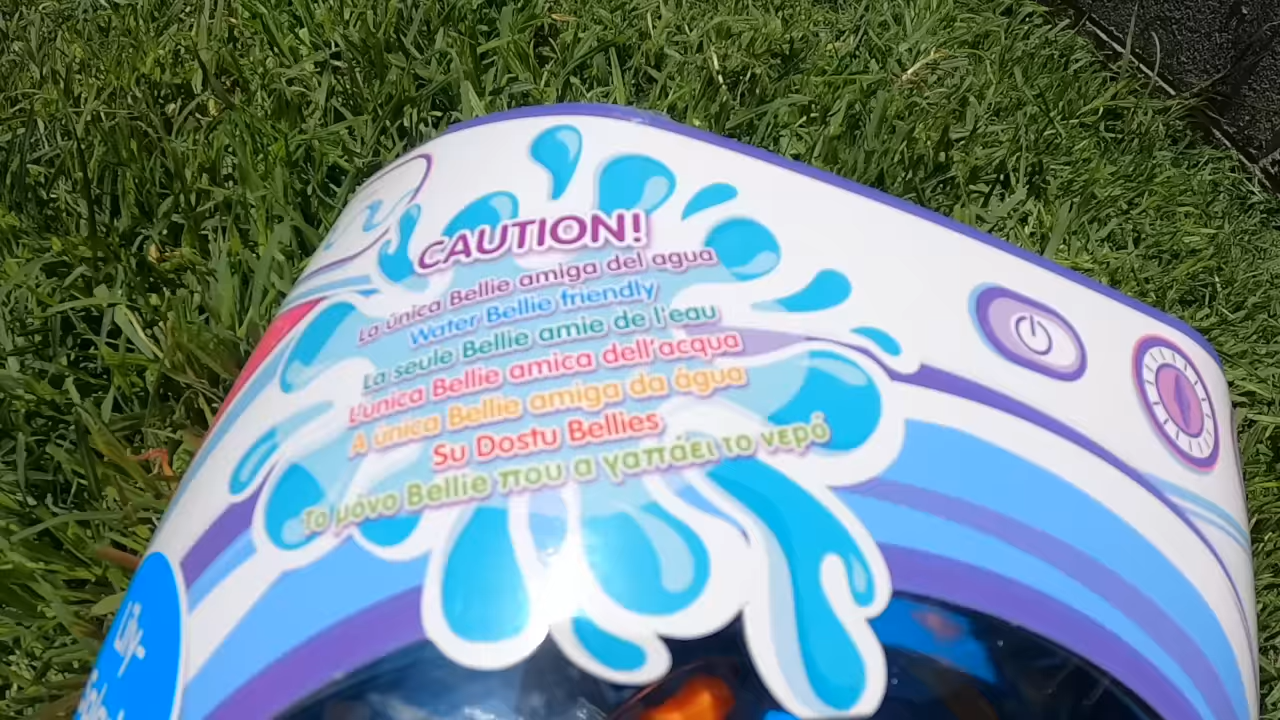 CAUTION!
La única Bellie amiga del agua
Water Bellie friendly
La seule Bellie amie de l'eau
L'unica Bellie amica dell'acqua
A única Bellie amiga da água
Su Dostu Bellies
Το μόνο Bellie που α γαπάει το νερό